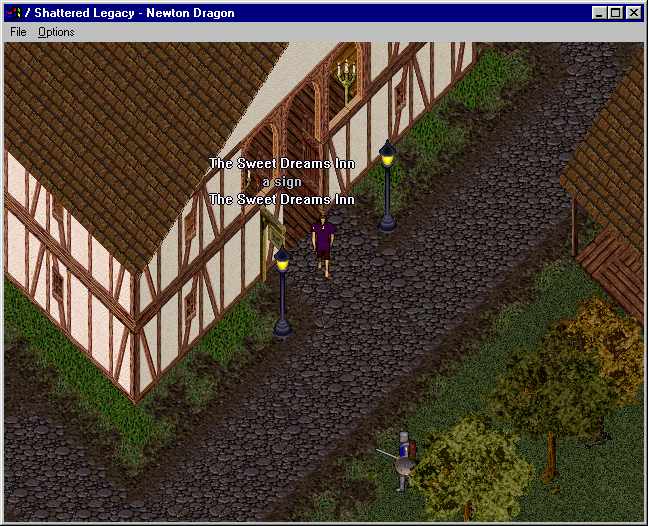 / Shattered Legacy - Newton Dragon
File Options
The Sweet Dreams Inn
a sign
The Sweet Dreams Inn